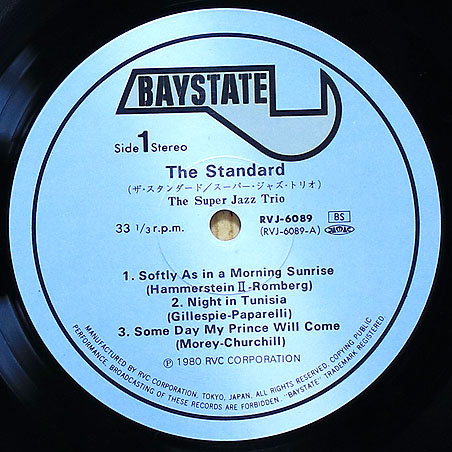 BAYSTATE
Side 1 Stereo
The Standard
(ザ・スタンダード/スーパー・ジャズ・トリオ)
The Super Jazz Trio
33 1/3 r.p.m.
RVJ-6089 BS
(RVJ-6089-A)
1. Softly As in a Morning Sunrise
(Hammerstein II-Romberg)
2. Night in Tunisia
(Gillespie-Paparelli)
3. Some Day My Prince Will Come
(Morey-Churchill)
Ⓟ 1980 RVC CORPORATION
MANUFACTURED BY RVC CORPORATION, TOKYO, JAPAN, ALL RIGHTS RESERVED, COPYING PUBLIC
PERFORMANCE, BROADCASTING OF THESE RECORDS ARE FORBIDDEN. "BAYSTATE" TRADEMARK REGISTERED.